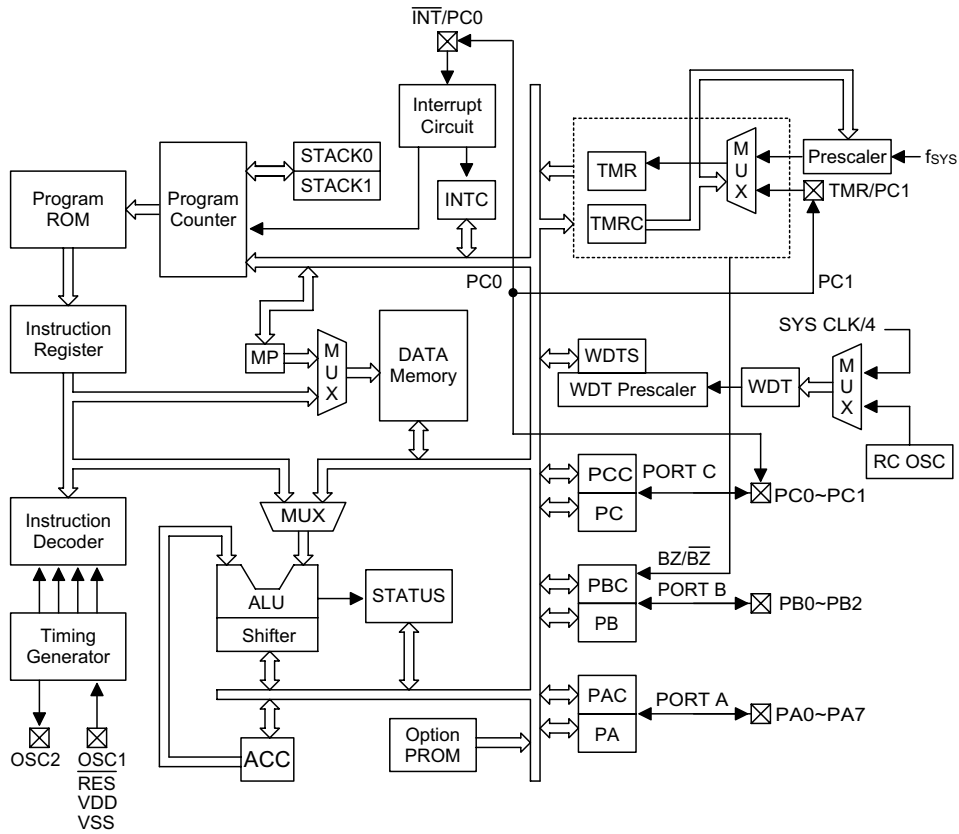 INT/PC0
Interrupt
Circuit
STACK0
STACK1
INTC
Program
ROM
Program
Counter
TMR
TMRC
MUX
Prescaler
fSYS
TMR/PC1
PC0
PC1
Instruction
Register
MP
MUX
DATA
Memory
WDTS
WDT Prescaler
WDT
MUX
SYS CLK/4
RC OSC
Instruction
Decoder
MUX
PCC
PC
PORT C
PC0~PC1
ALU
Shifter
STATUS
BZ/BZ
PBC
PB
PORT B
PB0~PB2
Timing
Generator
PAC
PA
PORT A
PA0~PA7
OSC2
OSC1
RES
VDD
VSS
ACC
Option
PROM